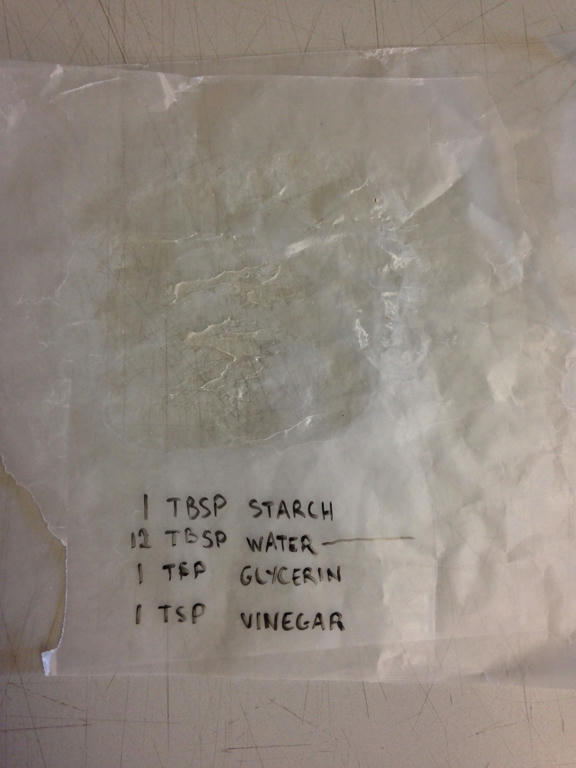 1 TBSP STARCH
12 TBSP WATER
1 TSP GLYCERIN
1 TSP VINEGAR